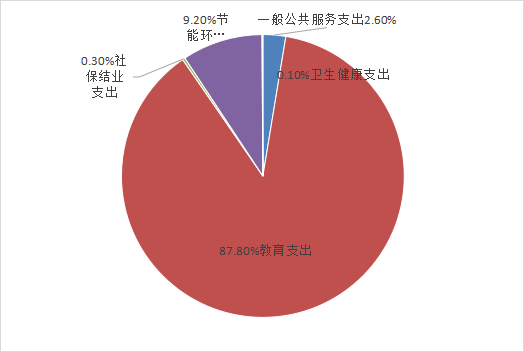 9.20%节
能环…
一般公共服务支出2.60%
0.30%社
保结业
支出
0.10%卫生健康支出
87.80%教育支出